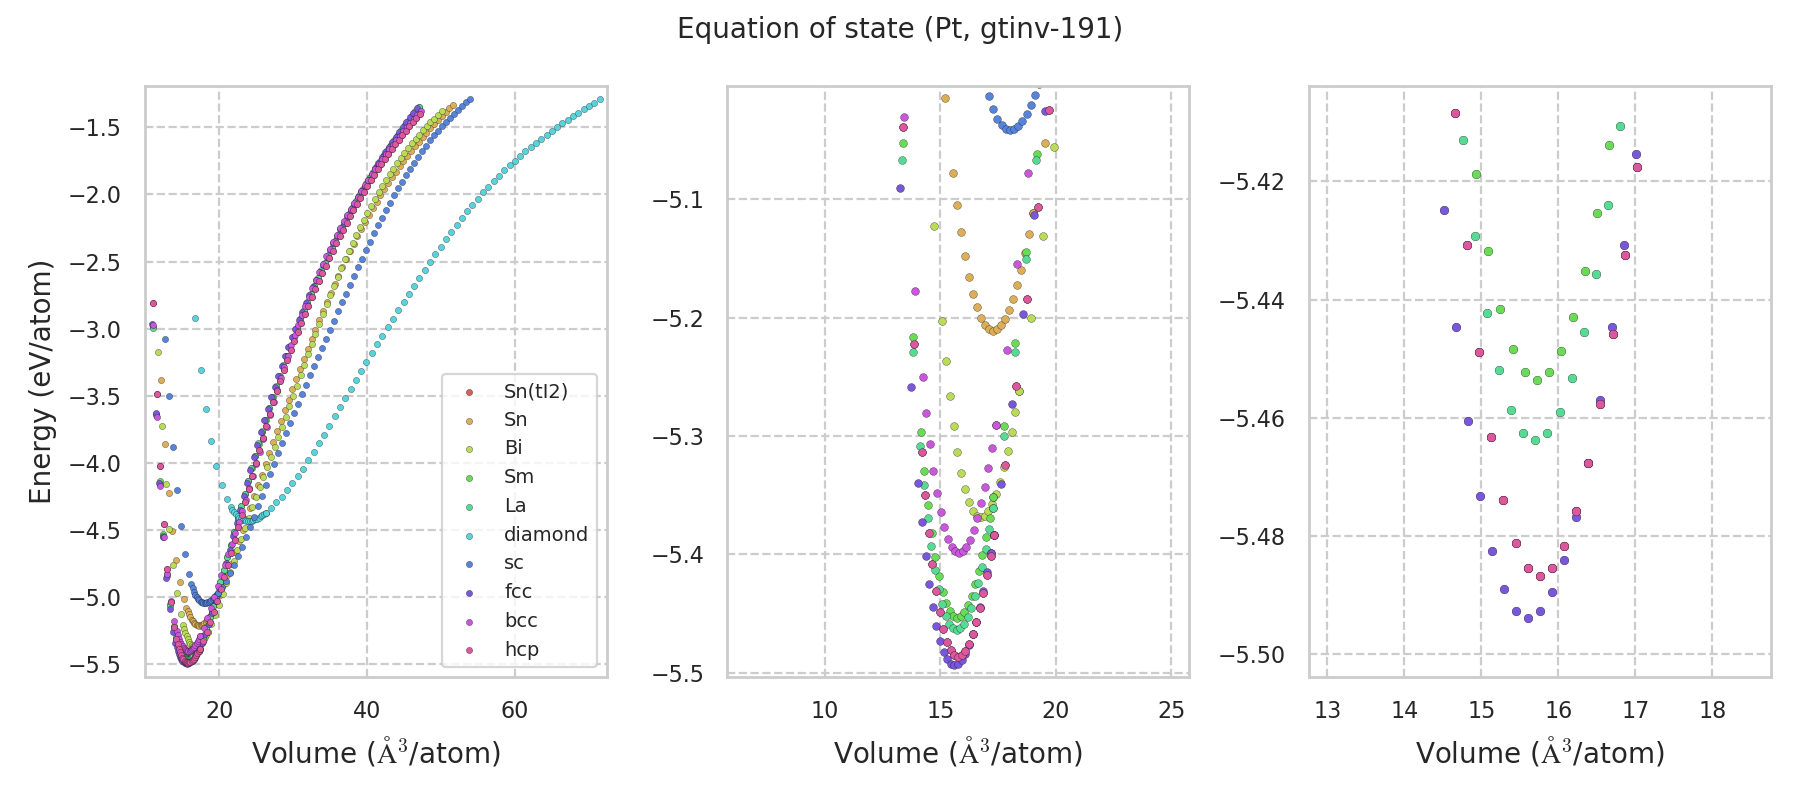 Equation of state (Pt, gtinv-191)
Energy (eV/atom)
−1.5
−2.0
−2.5
−3.0
−3.5
−4.0
−4.5
−5.0
−5.5
20
40
60
Volume (Å³/atom)
Sn(tI2)
Sn
Bi
Sm
La
diamond
sc
fcc
bcc
hcp
−5.1
−5.2
−5.3
−5.4
−5.5
10
15
20
25
Volume (Å³/atom)
−5.42
−5.44
−5.46
−5.48
−5.50
13
14
15
16
17
18
Volume (Å³/atom)